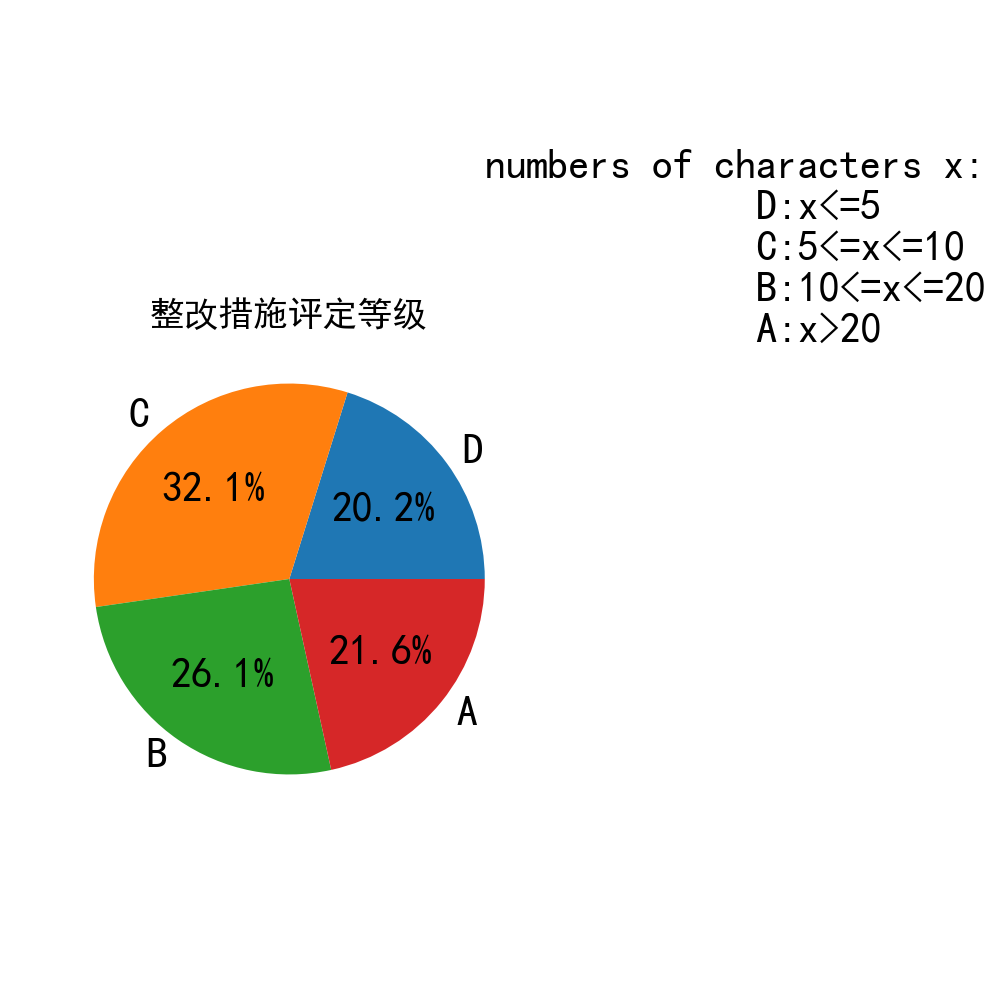 numbers of characters x:
D:x<=5
C:5<=x<=10
B:10<=x<=20
A:x>20
整改措施评定等级
C
D
32.1%
20.2%
26.1%
21.6%
B
A